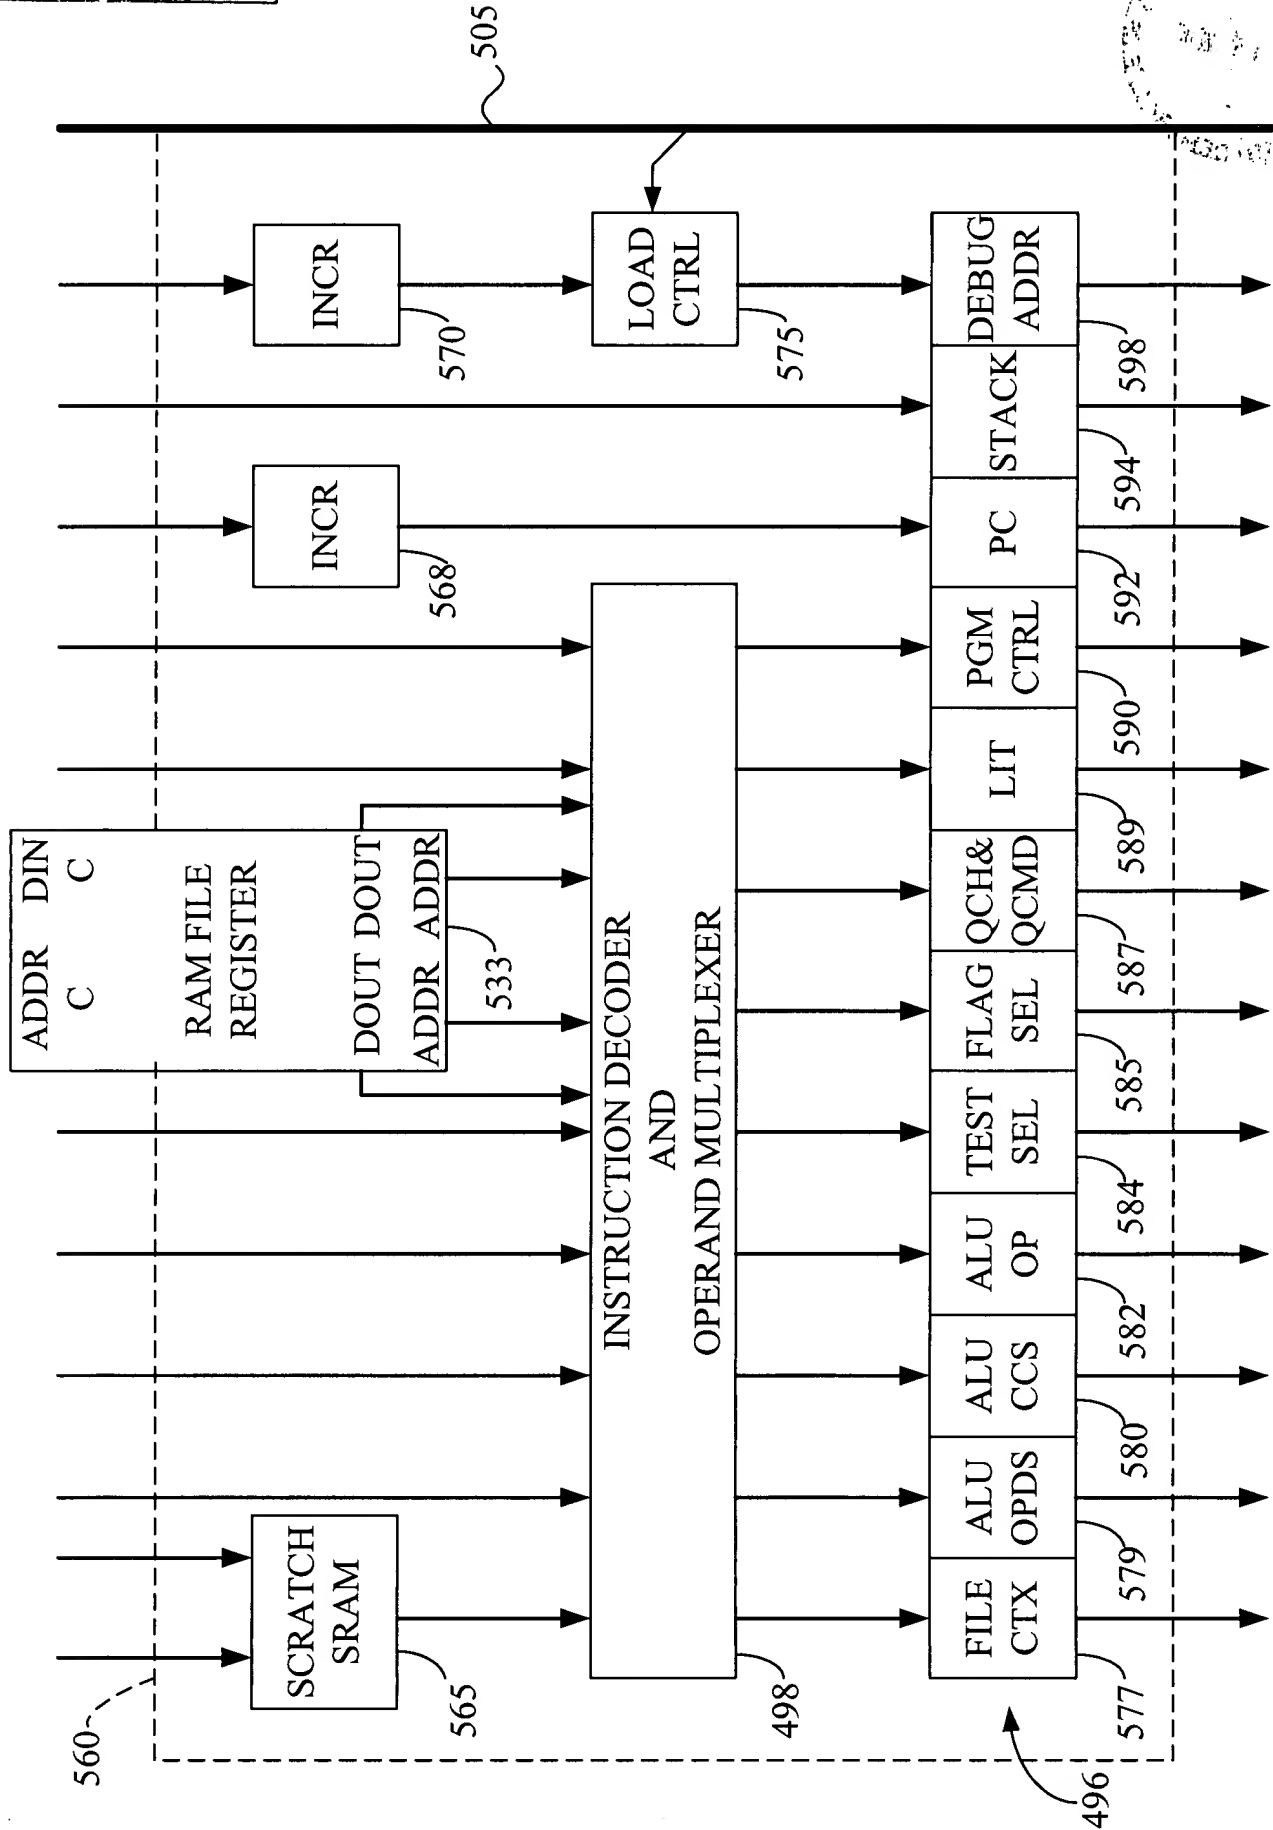 560
ADDR DIN
C C
RAM FILE
REGISTER
DOUT DOUT
ADDR ADDR
533
SCRATCH
SRAM
565
INCR
568
INCR
570
505
INSTRUCTION DECODER
AND
OPERAND MULTIPLEXER
498
LOAD
CTRL
575
496
FILE
CTX
577
ALU
OPDS
579
ALU
CCS
580
ALU
OP
582
TEST
SEL
584
FLAG
SEL
585
QCH&
QCMD
587
LIT
589
PGM
CTRL
590
PC
592
STACK
594
DEBUG
ADDR
598